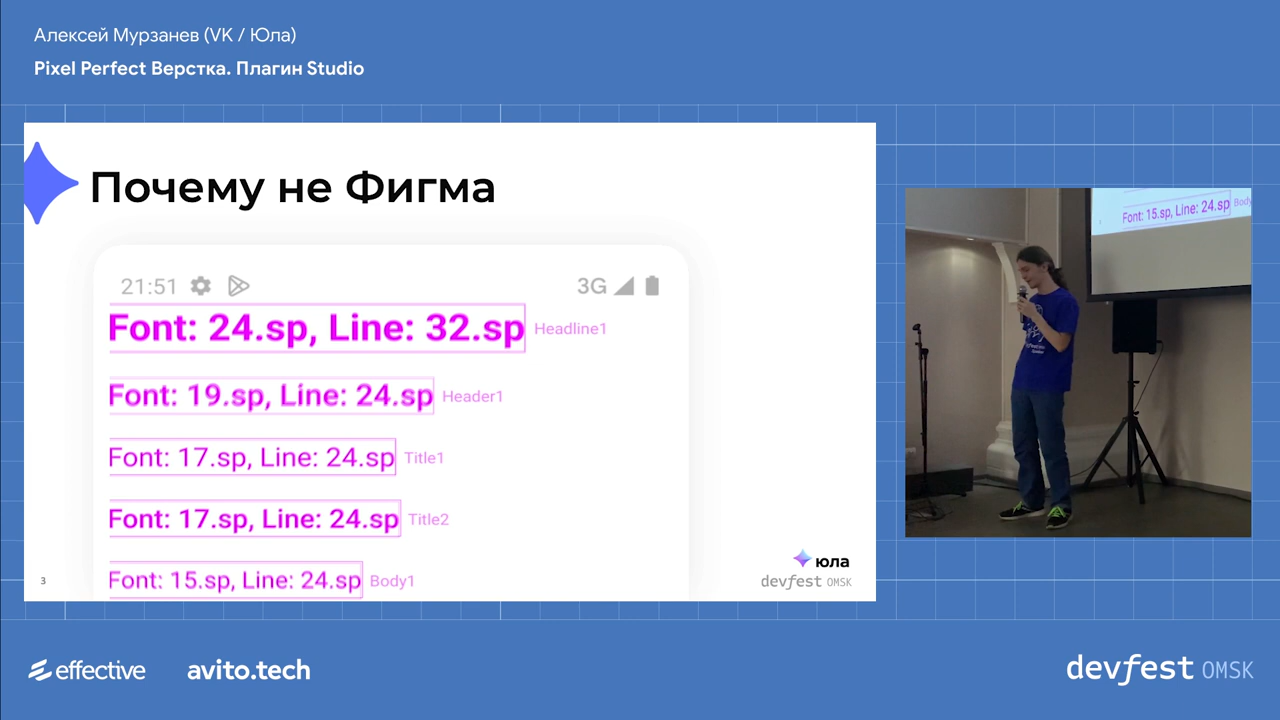 Алексей Мурзанев (VK / Юла)
Pixel Perfect Верстка. Плагин Studio
Почему не Фигма
21:51
3G
Font: 24.sp, Line: 32.sp Headline1
Font: 19.sp, Line: 24.sp Header1
Font: 17.sp, Line: 24.sp Title1
Font: 17.sp, Line: 24.sp Title2
Font: 15.sp, Line: 24.sp Body1
3
юла
devfest OMSK
Font: 15.sp, Line: 24.sp Body
effective
avito.tech
devfest OMSK